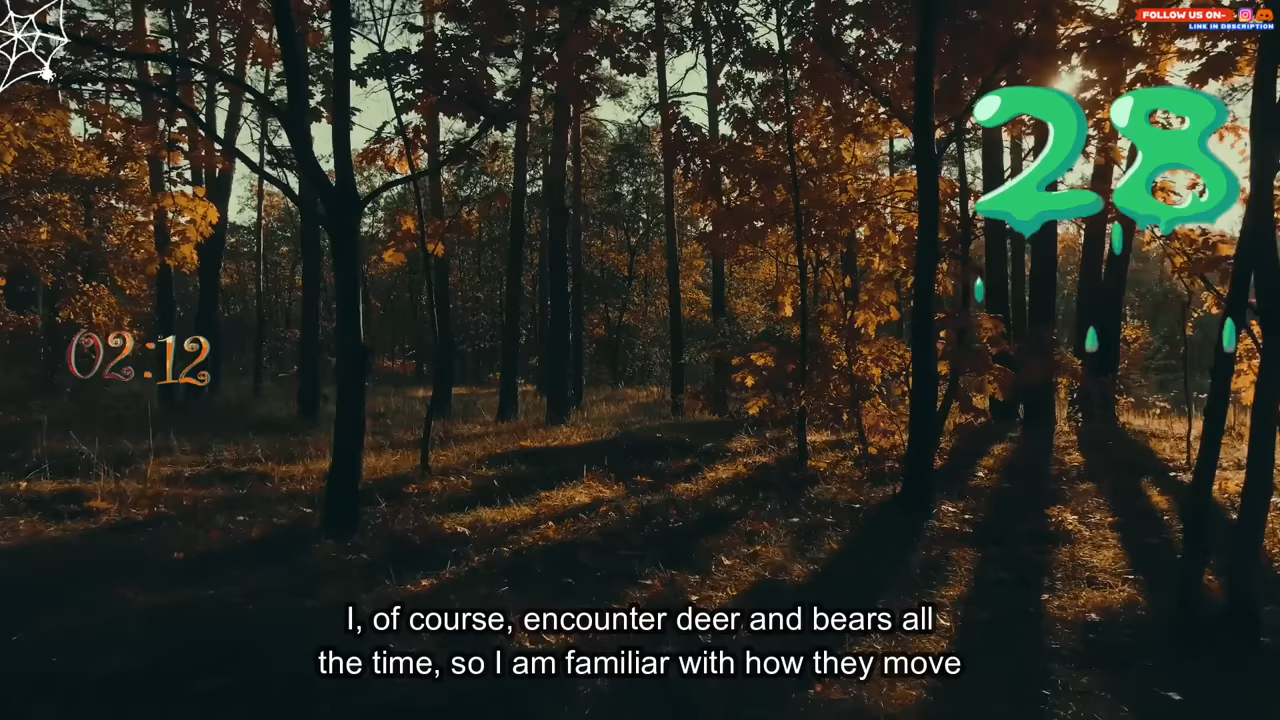 FOLLOW US ON-
LINK IN DESCRIPTION
28
02:12
I, of course, encounter deer and bears all
the time, so I am familiar with how they move